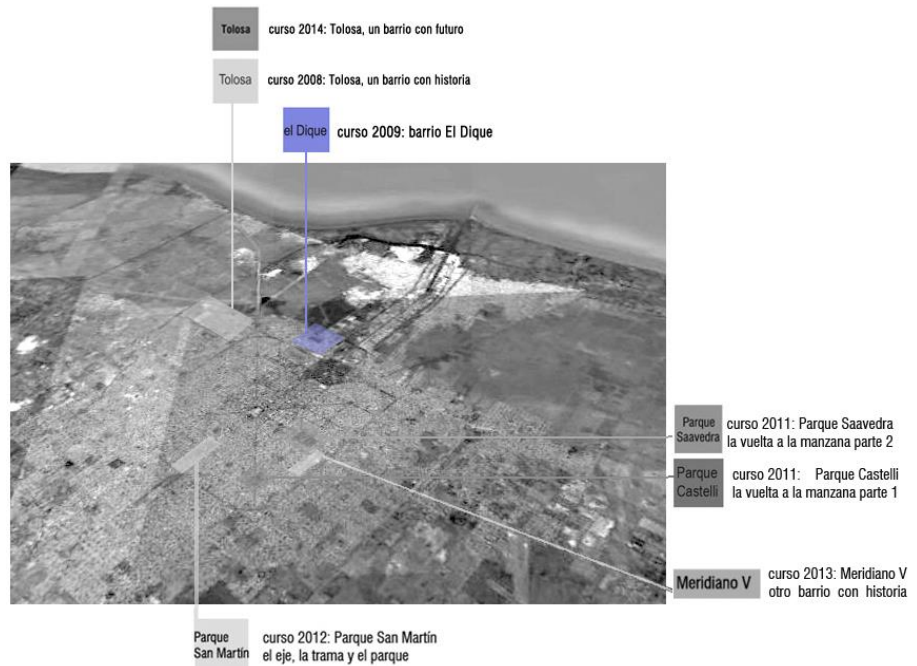 Tolosa
curso 2014: Tolosa, un barrio con futuro
Tolosa
curso 2008: Tolosa, un barrio con historia
el Dique
curso 2009: barrio El Dique
Parque
Saavedra
curso 2011: Parque Saavedra
la vuelta a la manzana parte 2
Parque
Castelli
curso 2011: Parque Castelli
la vuelta a la manzana parte 1
Meridiano V
curso 2013: Meridiano V
otro barrio con historia
Parque
San Martín
curso 2012: Parque San Martín
el eje, la trama y el parque